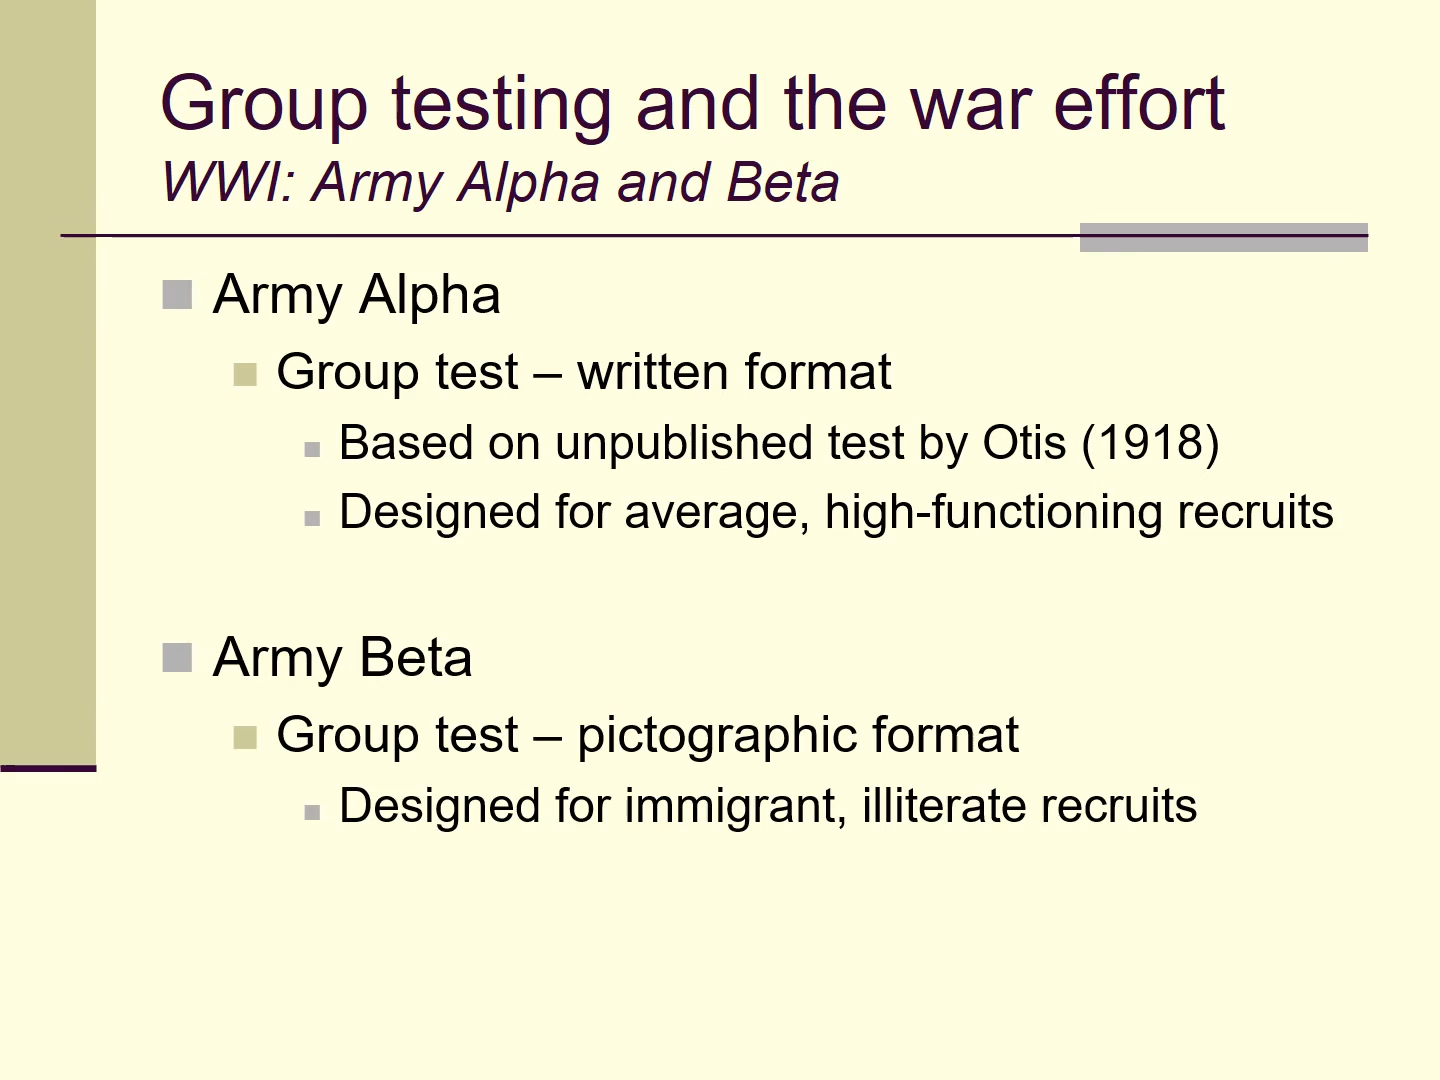 Group testing and the war effort
WWI: Army Alpha and Beta
Army Alpha
Group test – written format
Based on unpublished test by Otis (1918)
Designed for average, high-functioning recruits
Army Beta
Group test – pictographic format
Designed for immigrant, illiterate recruits